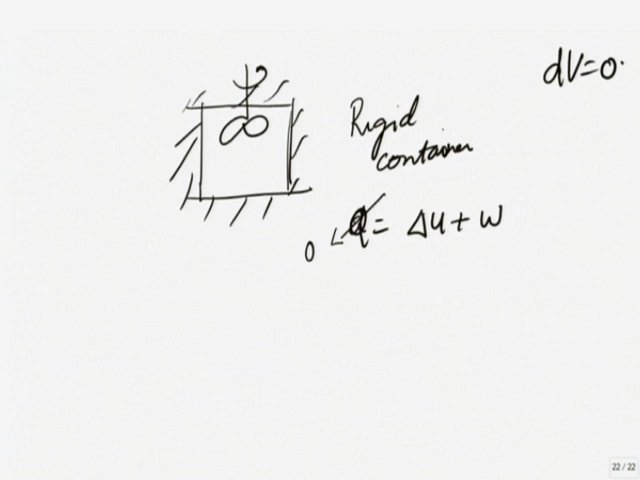 dV=0.
Rigid
container
0 ← Q = Δu + W
22 / 22